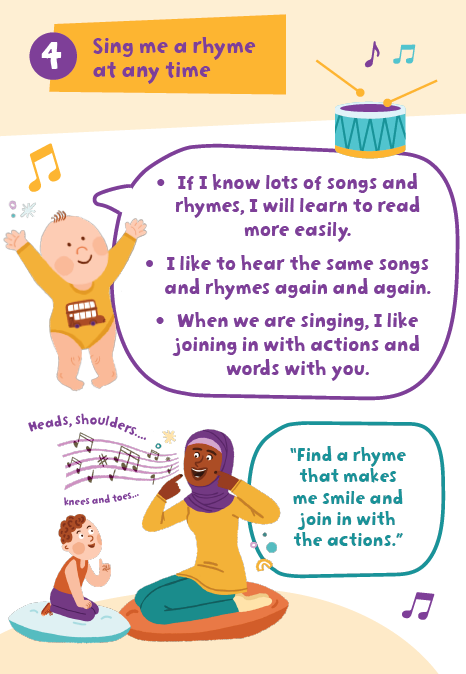 4
Sing me a rhyme
at any time
• If I know lots of songs and
rhymes, I will learn to read
more easily.
• I like to hear the same songs
and rhymes again and again.
• When we are singing, I like
joining in with actions and
words with you.
Heads, shoulders....
knees and toes...
"Find a rhyme
that makes
me smile and
join in with
the actions."